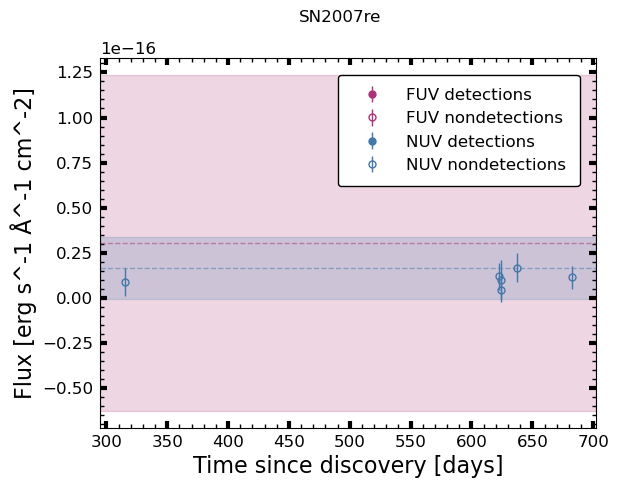 SN2007re
1e−16
1.25
1.00
0.75
0.50
0.25
0.00
−0.25
−0.50
Flux [erg s^-1 Å^-1 cm^-2]
FUV detections
FUV nondetections
NUV detections
NUV nondetections
300 350 400 450 500 550 600 650 700
Time since discovery [days]